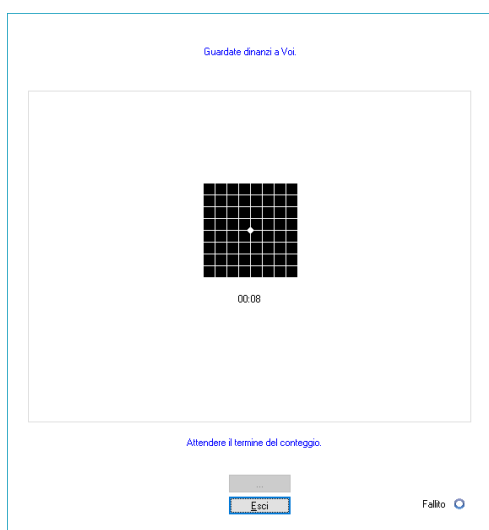 Guardate dinanzi a Voi.
00:08
Attendere il termine del conteggio.
...
Esci
Fallito